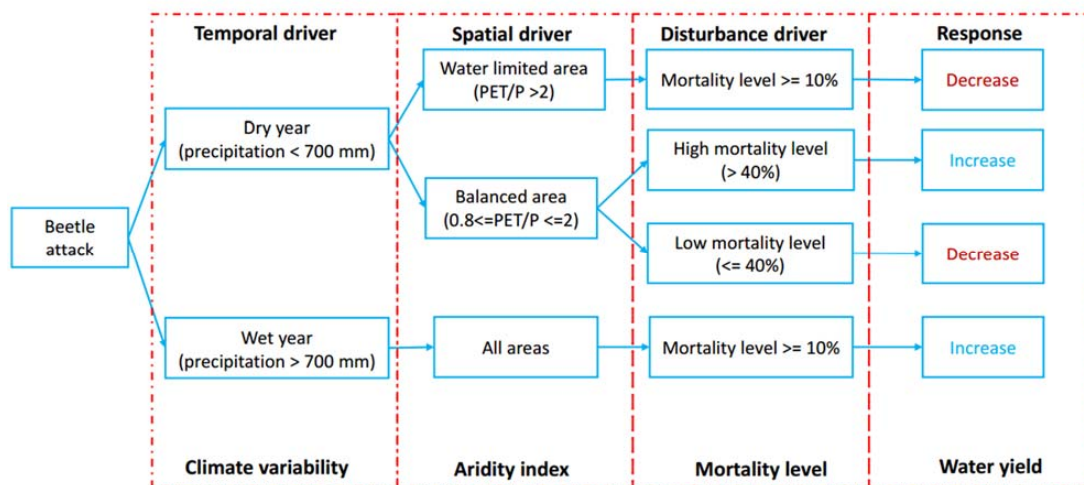 Temporal driver
Spatial driver
Disturbance driver
Response
Water limited area
(PET/P >2)
Mortality level >= 10%
Decrease
Dry year
(precipitation < 700 mm)
High mortality level
(> 40%)
Increase
Balanced area
(0.8<=PET/P <=2)
Beetle
attack
Low mortality level
(<= 40%)
Decrease
Wet year
(precipitation > 700 mm)
All areas
Mortality level >= 10%
Increase
Climate variability
Aridity index
Mortality level
Water yield